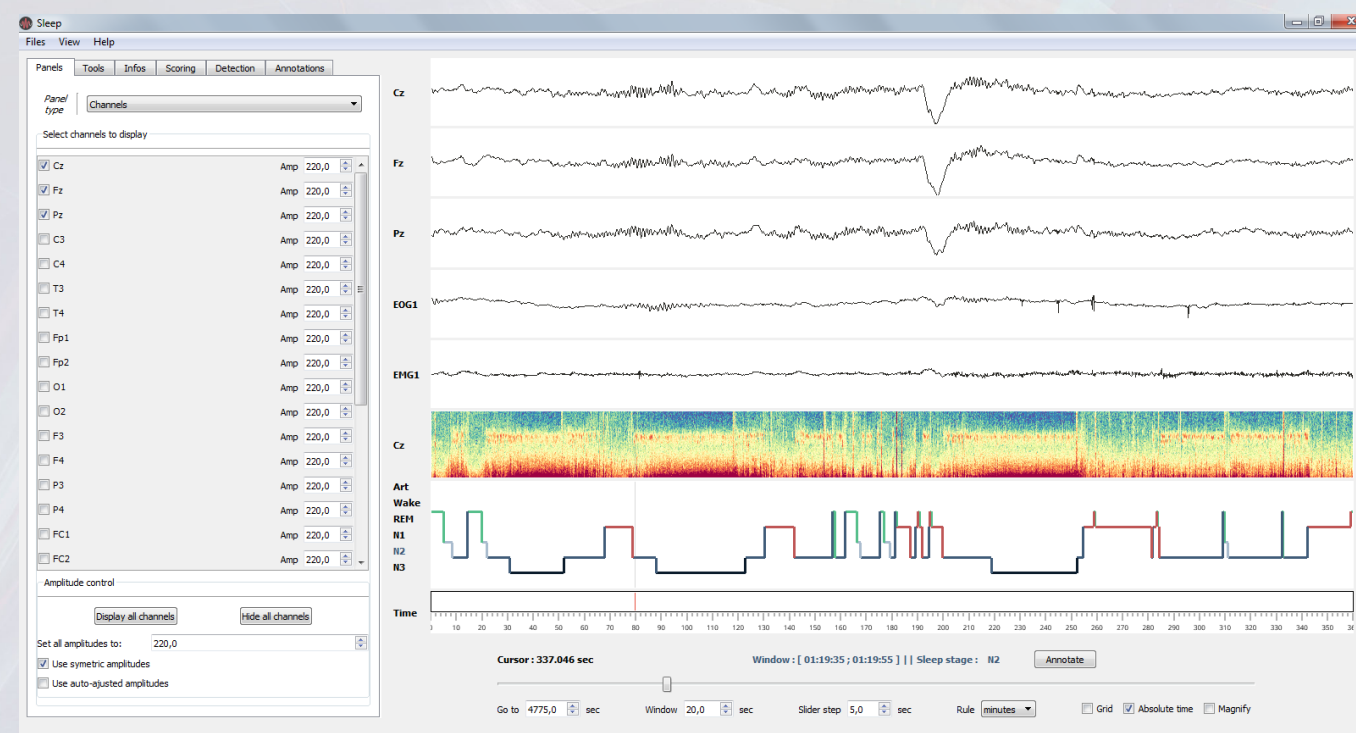 Sleep
Files View Help
Panels Tools Infos Scoring Detection Annotations
Panel type Channels
Select channels to display
Cz Amp 220,0
Fz Amp 220,0
Pz Amp 220,0
C3 Amp 220,0
C4 Amp 220,0
T3 Amp 220,0
T4 Amp 220,0
Fp1 Amp 220,0
Fp2 Amp 220,0
O1 Amp 220,0
O2 Amp 220,0
F3 Amp 220,0
F4 Amp 220,0
P3 Amp 220,0
P4 Amp 220,0
FC1 Amp 220,0
FC2 Amp 220,0
Amplitude control
Display all channels Hide all channels
Set all amplitudes to: 220,0
Use symetric amplitudes
Use auto-ajusted amplitudes
Cz
Fz
Pz
EOG1
EMG1
Cz
Art
Wake
REM
N1
N2
N3
Time
10 20 30 40 50 60 70 80 90 100 110 120 130 140 150 160 170 180 190 200 210 220 230 240 250 260 270 280 290 300 310 320 330 340 350
Cursor : 337.046 sec Window : [ 01:19:35 ; 01:19:55 ] || Sleep stage : N2 Annotate
Go to 4775,0 sec Window 20,0 sec Slider step 5,0 sec Rule minutes Grid Absolute time Magnify